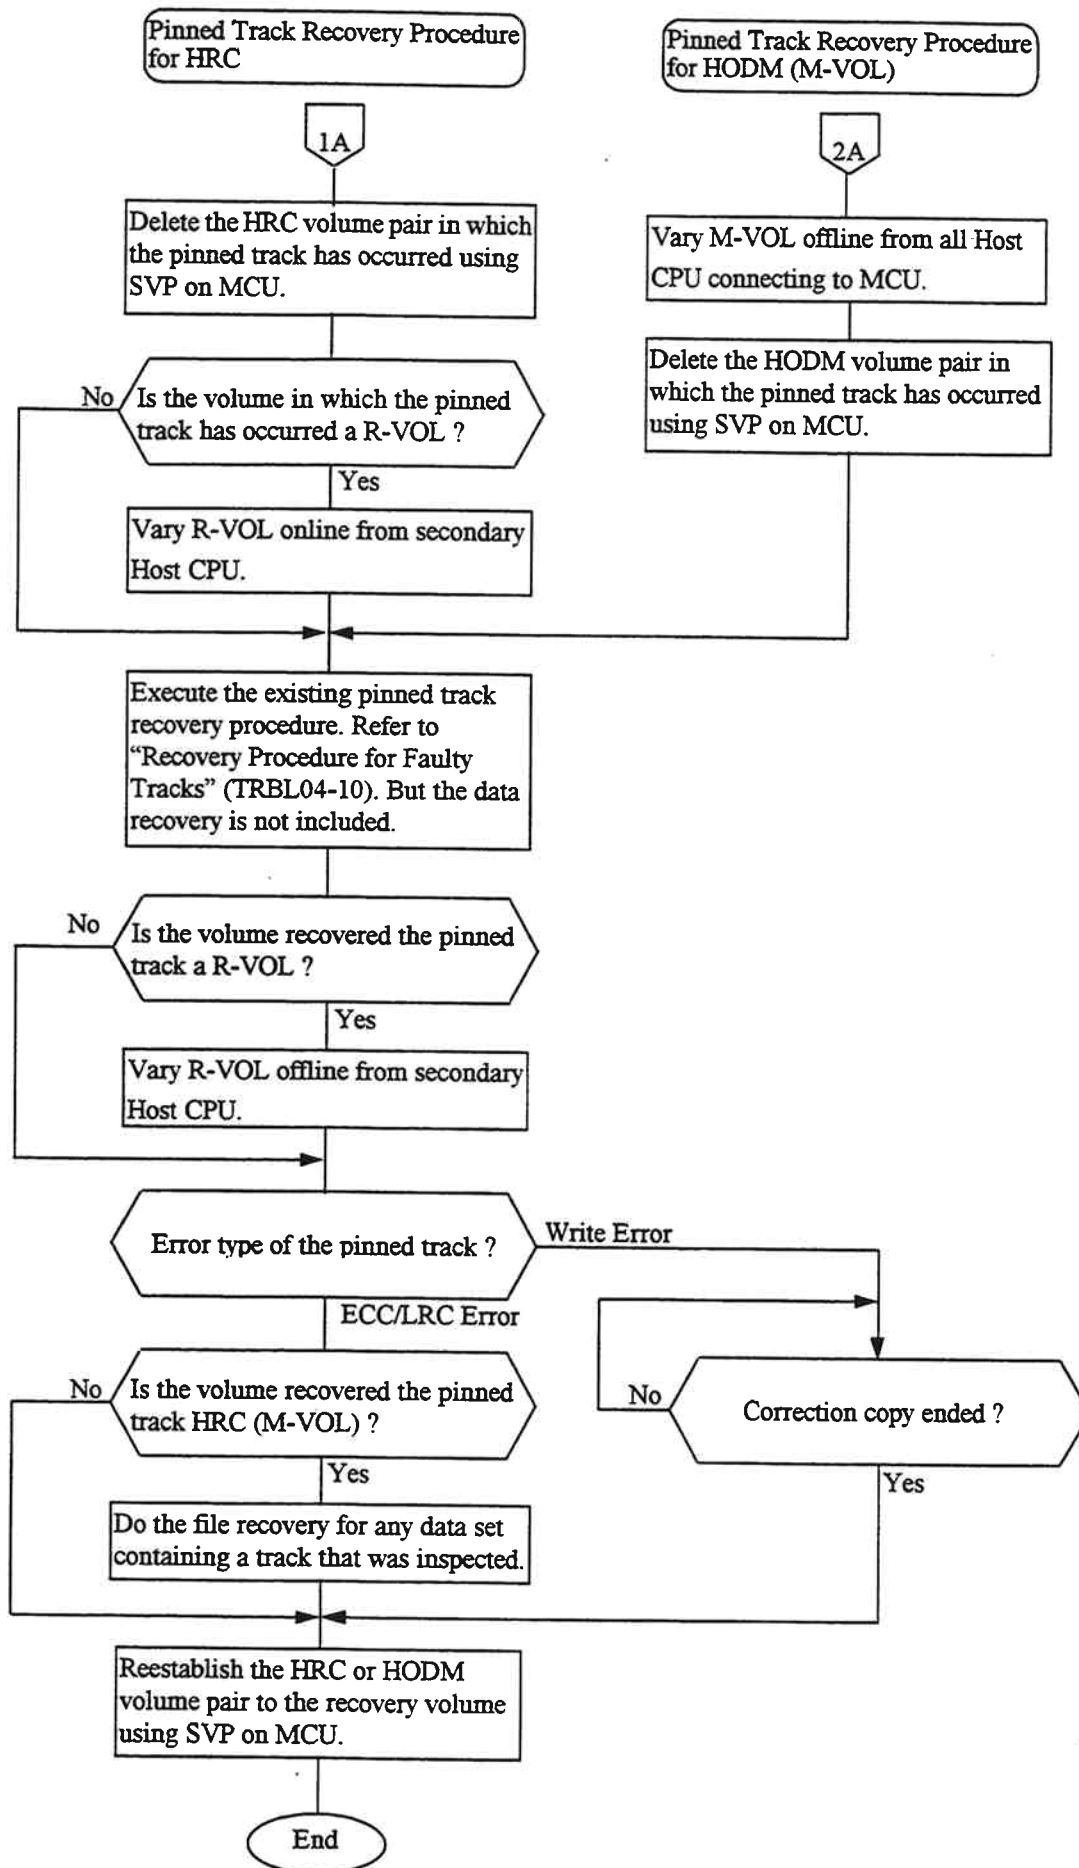 Pinned Track Recovery Procedure
for HRC
Pinned Track Recovery Procedure
for HODM (M-VOL)
1A
2A
Delete the HRC volume pair in which
the pinned track has occurred using
SVP on MCU.
Vary M-VOL offline from all Host
CPU connecting to MCU.
Delete the HODM volume pair in
which the pinned track has occurred
using SVP on MCU.
No
Is the volume in which the pinned
track has occurred a R-VOL ?
Yes
Vary R-VOL online from secondary
Host CPU.
Execute the existing pinned track
recovery procedure. Refer to
“Recovery Procedure for Faulty
Tracks” (TRBL04-10). But the data
recovery is not included.
No
Is the volume recovered the pinned
track a R-VOL ?
Yes
Vary R-VOL offline from secondary
Host CPU.
Error type of the pinned track ?
Write Error
ECC/LRC Error
No
Is the volume recovered the pinned
track HRC (M-VOL) ?
Yes
No
Correction copy ended ?
Yes
Do the file recovery for any data set
containing a track that was inspected.
Reestablish the HRC or HODM
volume pair to the recovery volume
using SVP on MCU.
End